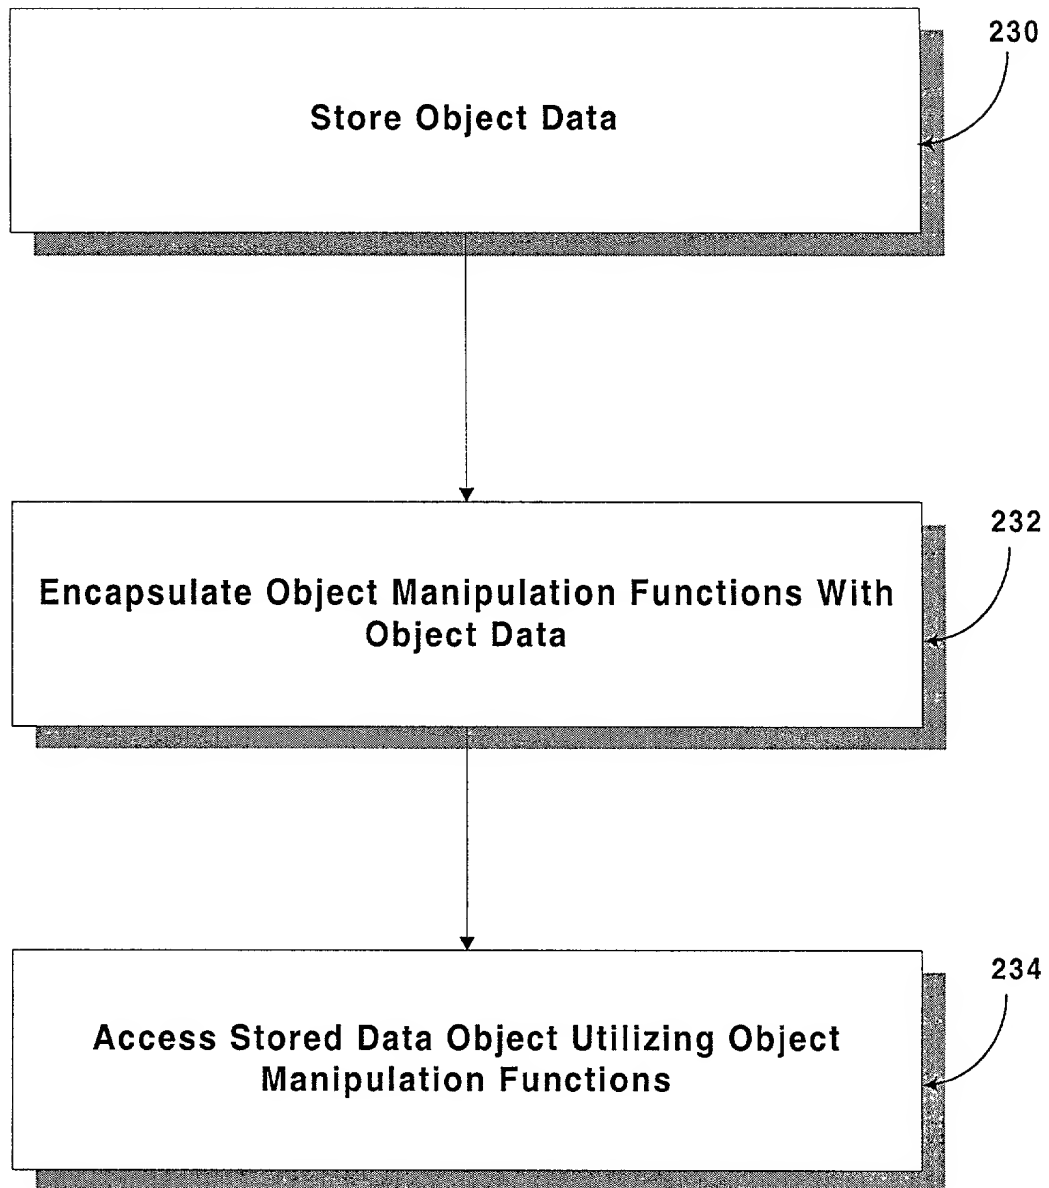 230
Store Object Data
232
Encapsulate Object Manipulation Functions With
Object Data
234
Access Stored Data Object Utilizing Object
Manipulation Functions